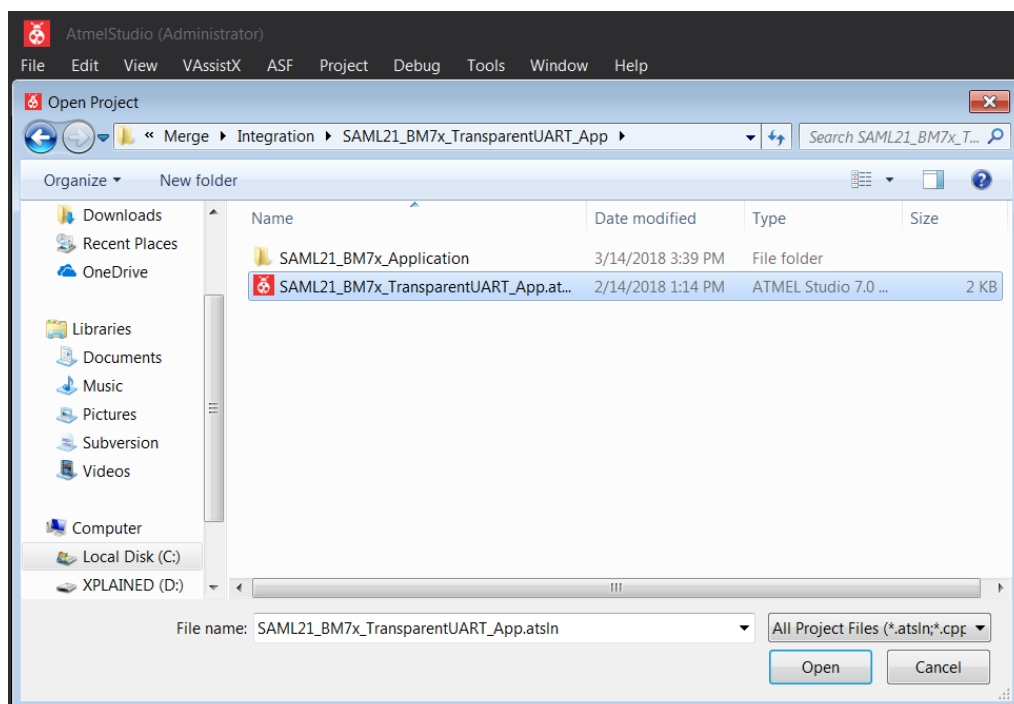 AtmelStudio (Administrator)
File Edit View VAssistX ASF Project Debug Tools Window Help
Open Project
« Merge Integration SAML21_BM7x_TransparentUART_App
Search SAML21_BM7x_T...
Organize New folder
Downloads
Recent Places
OneDrive
Libraries
Documents
Music
Pictures
Subversion
Videos
Computer
Local Disk (C:)
XPLAINED (D:)
Name Date modified Type Size
SAML21_BM7x_Application 3/14/2018 3:39 PM File folder
SAML21_BM7x_TransparentUART_App.at... 2/14/2018 1:14 PM ATMEL Studio 7.0 ... 2 KB
File name: SAML21_BM7x_TransparentUART_App.atsln
All Project Files (*.atsln;*.cpp
Open Cancel